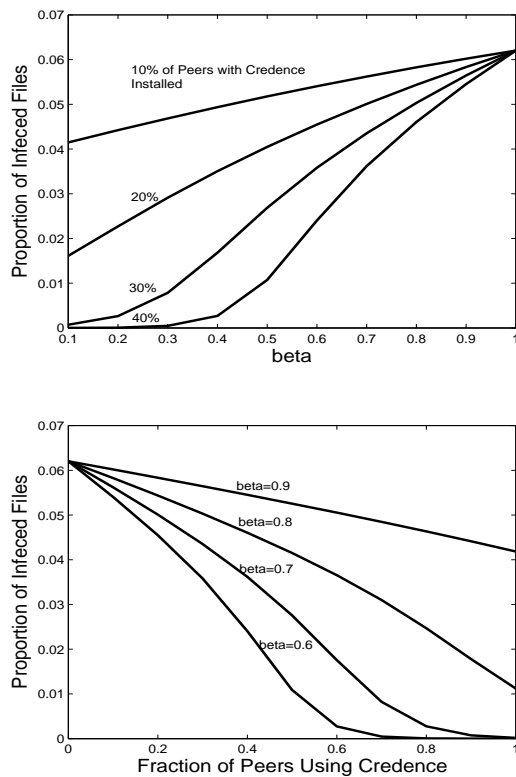 0.07
0.06
0.05
0.04
0.03
0.02
0.01
0
Proportion of Infeced Files
10% of Peers with Credence
Installed
20%
30%
40%
0.1 0.2 0.3 0.4 0.5 0.6 0.7 0.8 0.9 1
beta
0.07
0.06
0.05
0.04
0.03
0.02
0.01
0
Proportion of Infeced Files
beta=0.9
beta=0.8
beta=0.7
beta=0.6
0 0.2 0.4 0.6 0.8 1
Fraction of Peers Using Credence